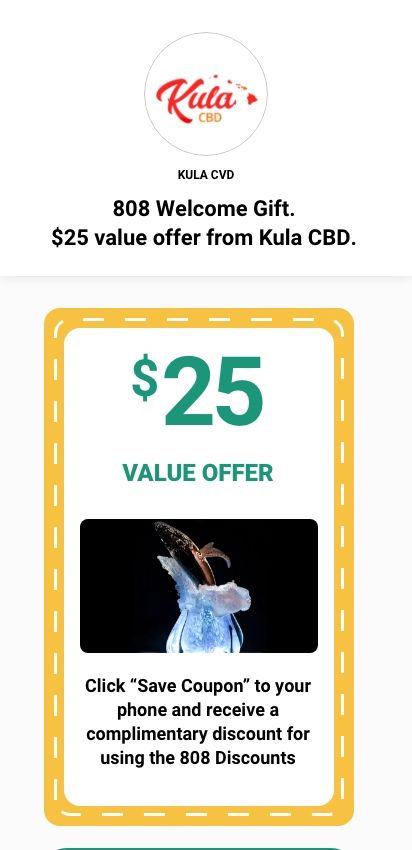 Kula
CBD
KULA CVD
808 Welcome Gift.
$25 value offer from Kula CBD.
$25
VALUE OFFER
Click “Save Coupon” to your
phone and receive a
complimentary discount for
using the 808 Discounts